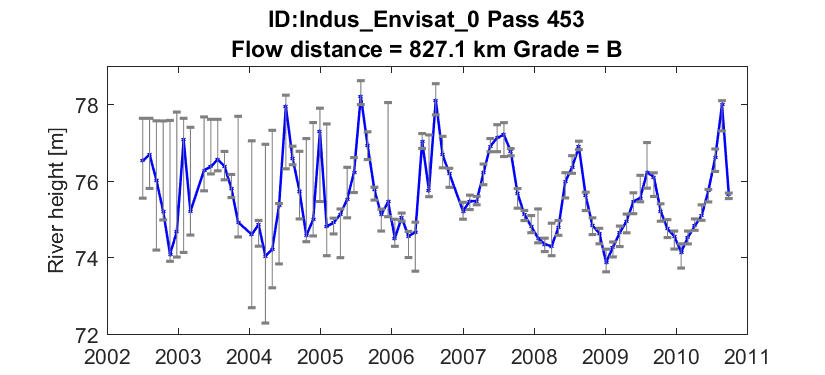 ID:Indus_Envisat_0 Pass 453
Flow distance = 827.1 km Grade = B
River height [m]
78
76
74
72
2002 2003 2004 2005 2006 2007 2008 2009 2010 2011